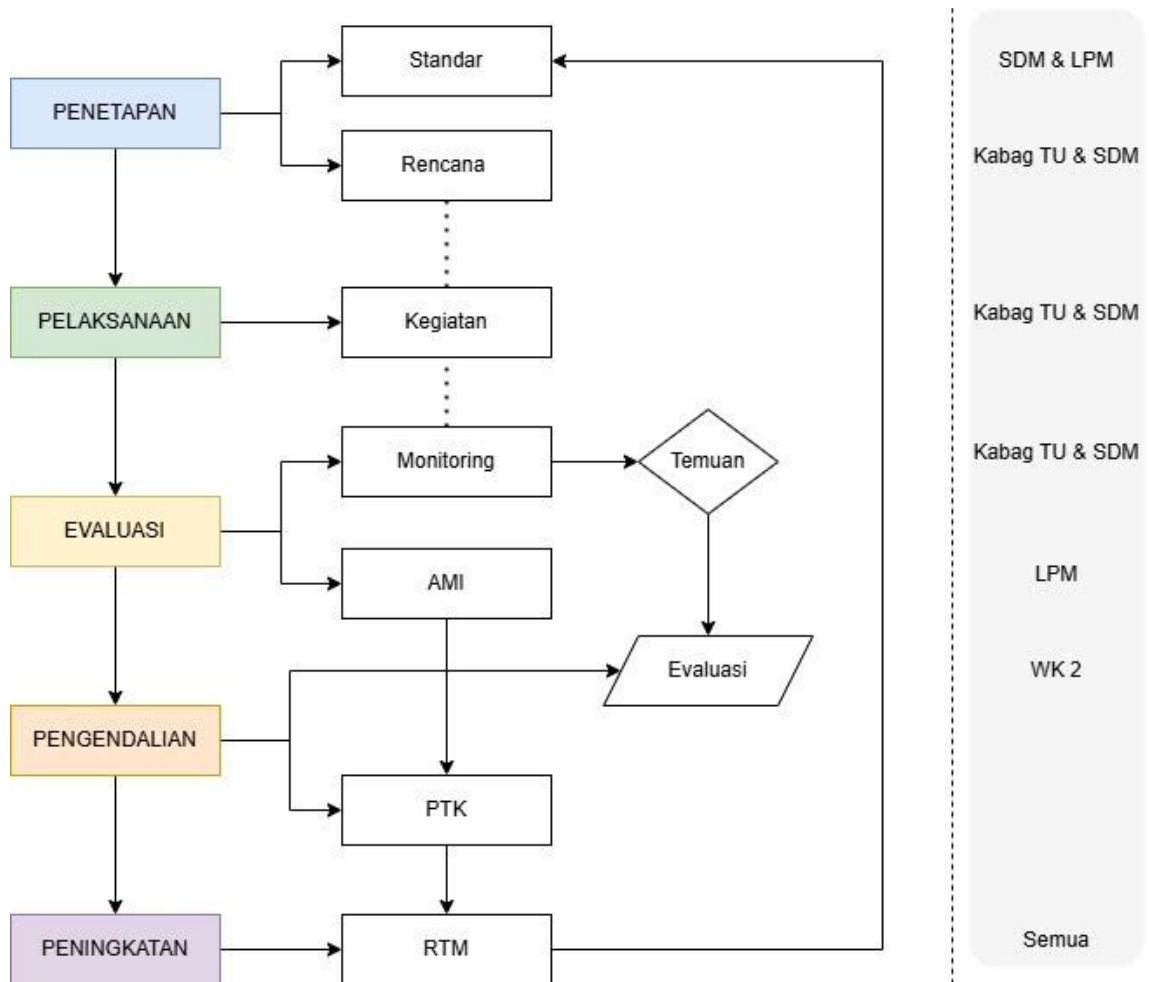 Standar
SDM & LPM
PENETAPAN
Rencana
Kabag TU & SDM
PELAKSANAAN
Kegiatan
Kabag TU & SDM
Monitoring
Temuan
Kabag TU & SDM
EVALUASI
AMI
LPM
Evaluasi
WK 2
PENGENDALIAN
PTK
PENINGKATAN
RTM
Semua